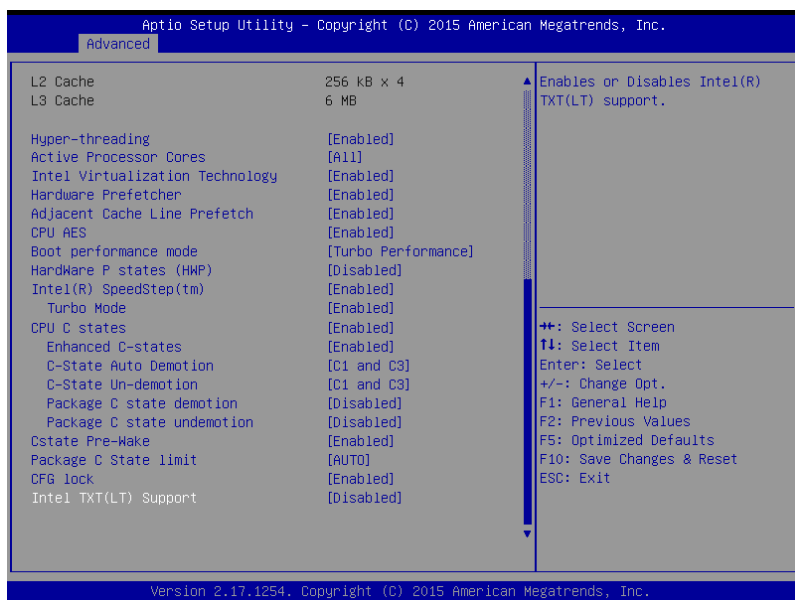 Aptio Setup Utility – Copyright (C) 2015 American Megatrends, Inc.
Advanced
L2 Cache 256 kB x 4
L3 Cache 6 MB
Hyper-threading [Enabled]
Active Processor Cores [All]
Intel Virtualization Technology [Enabled]
Hardware Prefetcher [Enabled]
Adjacent Cache Line Prefetch [Enabled]
CPU AES [Enabled]
Boot performance mode [Turbo Performance]
HardWare P states (HWP) [Disabled]
Intel(R) SpeedStep(tm) [Enabled]
Turbo Mode [Enabled]
CPU C states [Enabled]
Enhanced C-states [Enabled]
C-State Auto Demotion [C1 and C3]
C-State Un-demotion [C1 and C3]
Package C state demotion [Disabled]
Package C state undemotion [Disabled]
Cstate Pre-Wake [Enabled]
Package C State limit [AUTO]
CFG lock [Enabled]
Intel TXT(LT) Support [Disabled]
Enables or Disables Intel(R)
TXT(LT) support.
→←: Select Screen
↑↓: Select Item
Enter: Select
+/-: Change Opt.
F1: General Help
F2: Previous Values
F5: Optimized Defaults
F10: Save Changes & Reset
ESC: Exit
Version 2.17.1254. Copyright (C) 2015 American Megatrends, Inc.